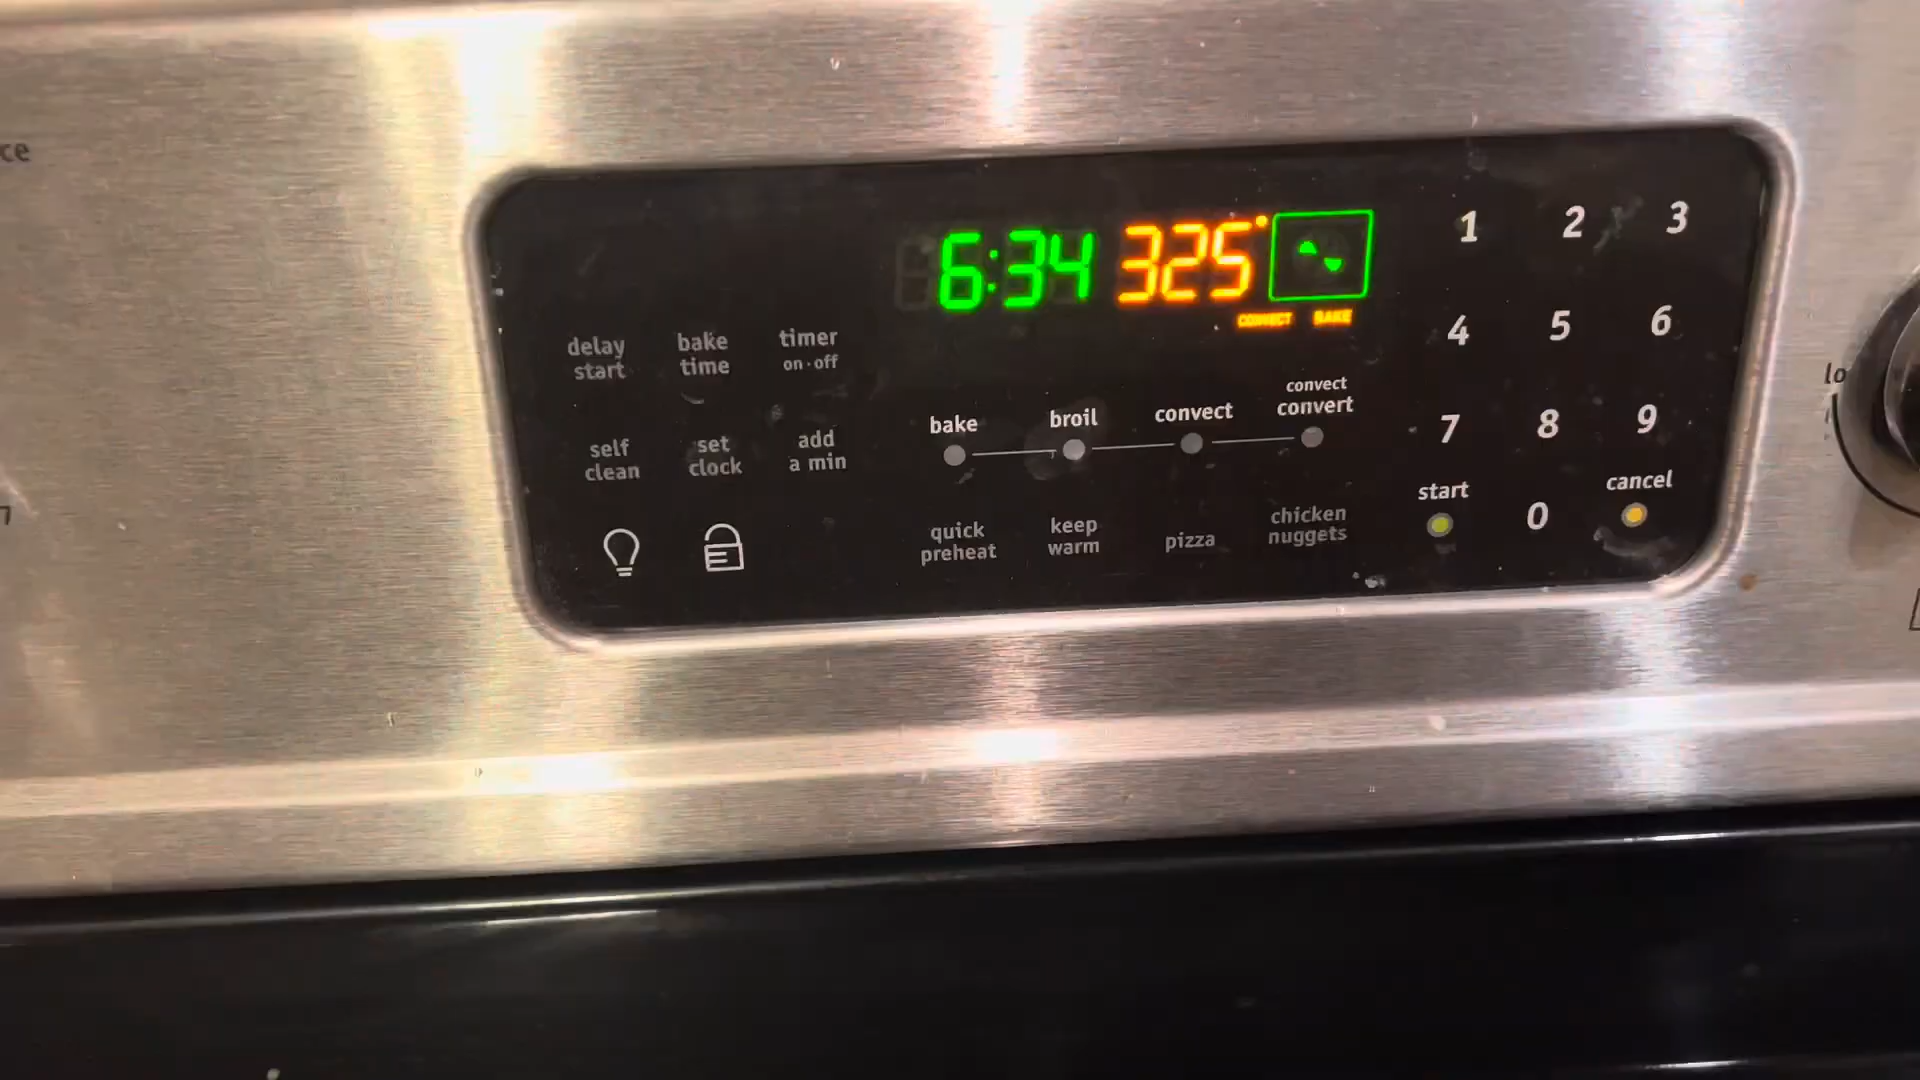 ce
6:34 325°
CONVECT BAKE
delay start
bake time
timer on·off
self clean
set clock
add a min
bake
broil
convect
convect convert
quick preheat
keep warm
pizza
chicken nuggets
1 2 3
4 5 6
7 8 9
start 0 cancel
lo